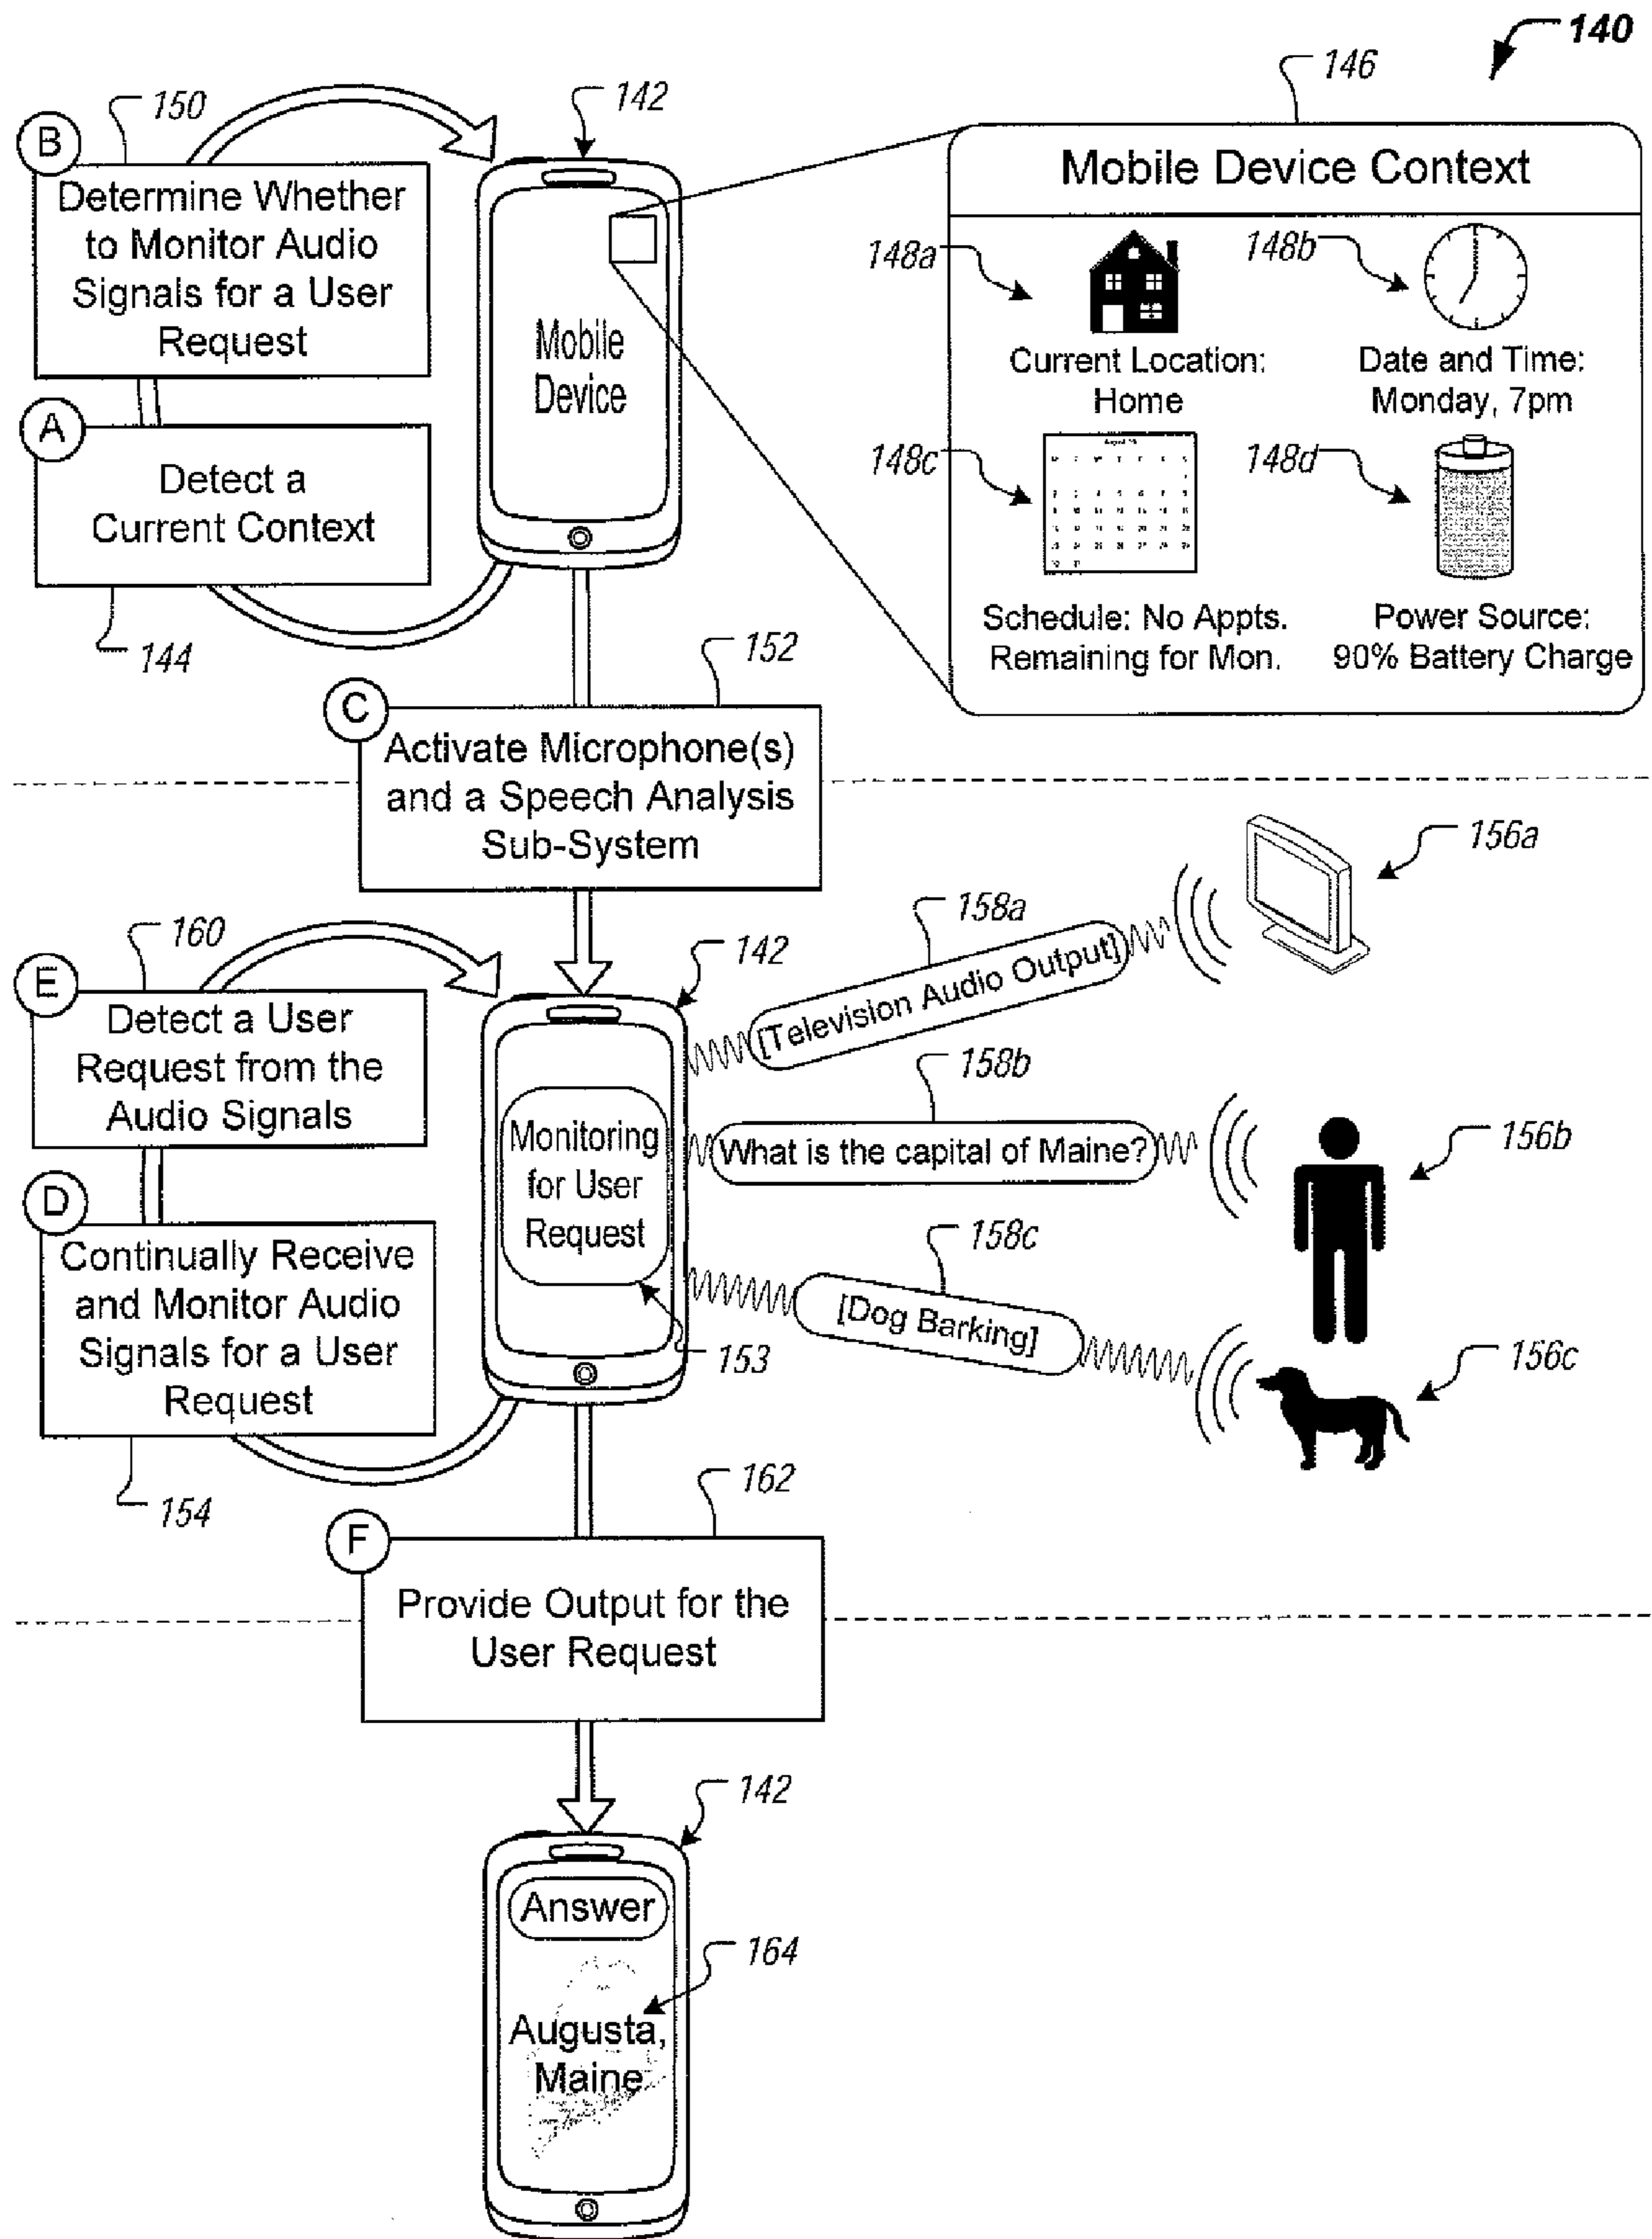 140
146
150
142
B
Determine Whether
to Monitor Audio
Signals for a User
Request
A
Detect a
Current Context
144
Mobile
Device
Mobile Device Context
148a
148b
Current Location:
Home
Date and Time:
Monday, 7pm
148c
148d
Schedule: No Appts.
Remaining for Mon.
Power Source:
90% Battery Charge
152
C
Activate Microphone(s)
and a Speech Analysis
Sub-System
156a
158a
[Television Audio Output]
160
142
E
Detect a User
Request from the
Audio Signals
158b
What is the capital of Maine?
156b
Monitoring
for User
Request
D
Continually Receive
and Monitor Audio
Signals for a User
Request
158c
[Dog Barking]
153
156c
154
162
F
Provide Output for the
User Request
142
Answer
164
Augusta,
Maine